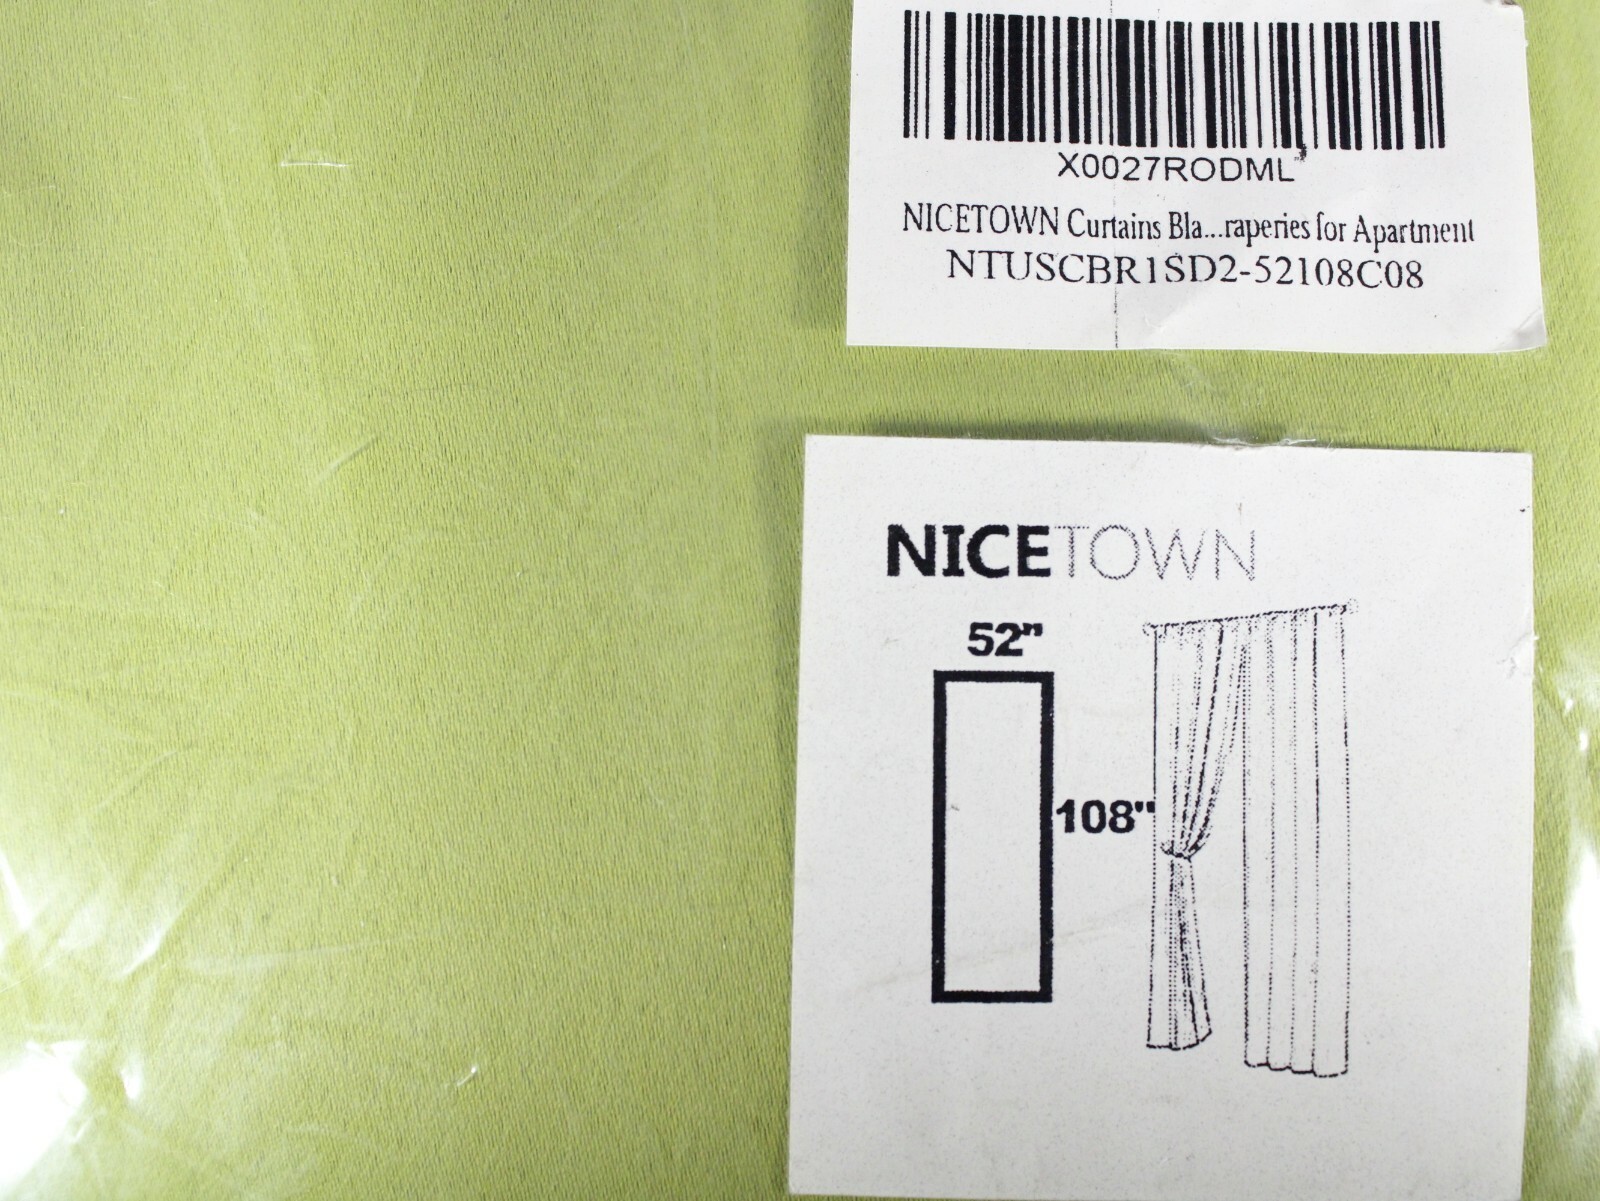 X0027RODML
NICETOWN Curtains Bla...raperies for Apartment
NTUSCBR1SD2-52108C08
NICETOWN
52”
108"